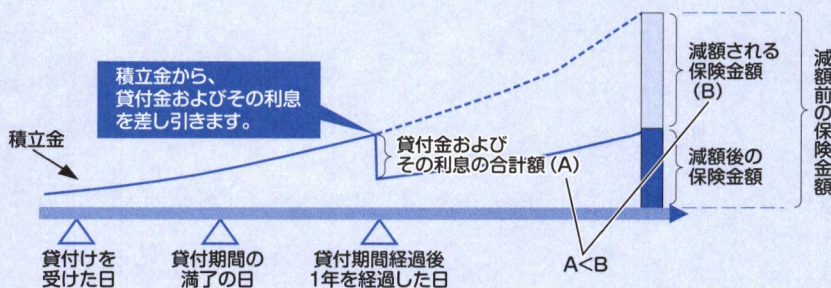 積立金から、
貸付金およびその利息
を差し引きます。
積立金
貸付金および
その利息の合計額(A)
減額される
保険金額
(B)
減額後の
保険金額
減額前の保険金額
貸付けを
受けた日
貸付期間の
満了の日
貸付期間経過後
1年を経過した日
A<B